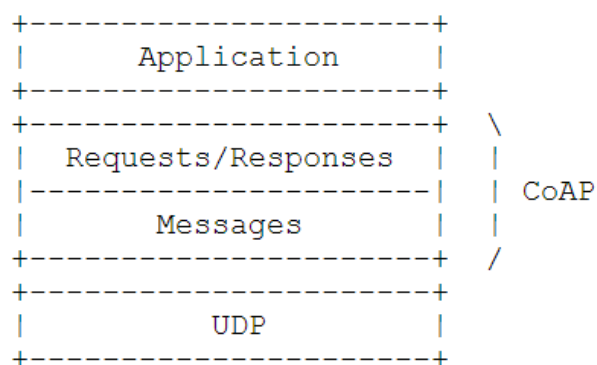 +----------------------+
|      Application     |
+----------------------+
+----------------------+  \
|  Requests/Responses  |  |
|----------------------|  | CoAP
|       Messages       |  |
+----------------------+  /
+----------------------+
|          UDP         |
+----------------------+